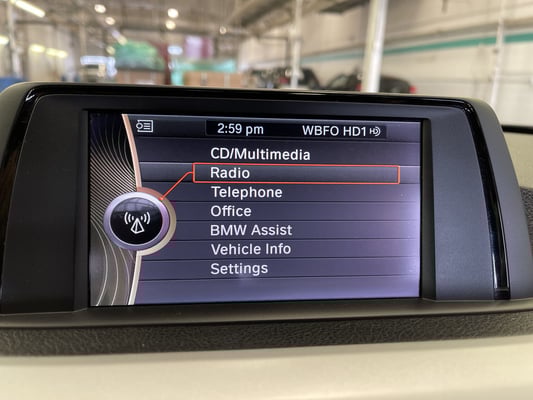 2:59 pm WBFO HD1
CD/Multimedia
Radio
Telephone
Office
BMW Assist
Vehicle Info
Settings